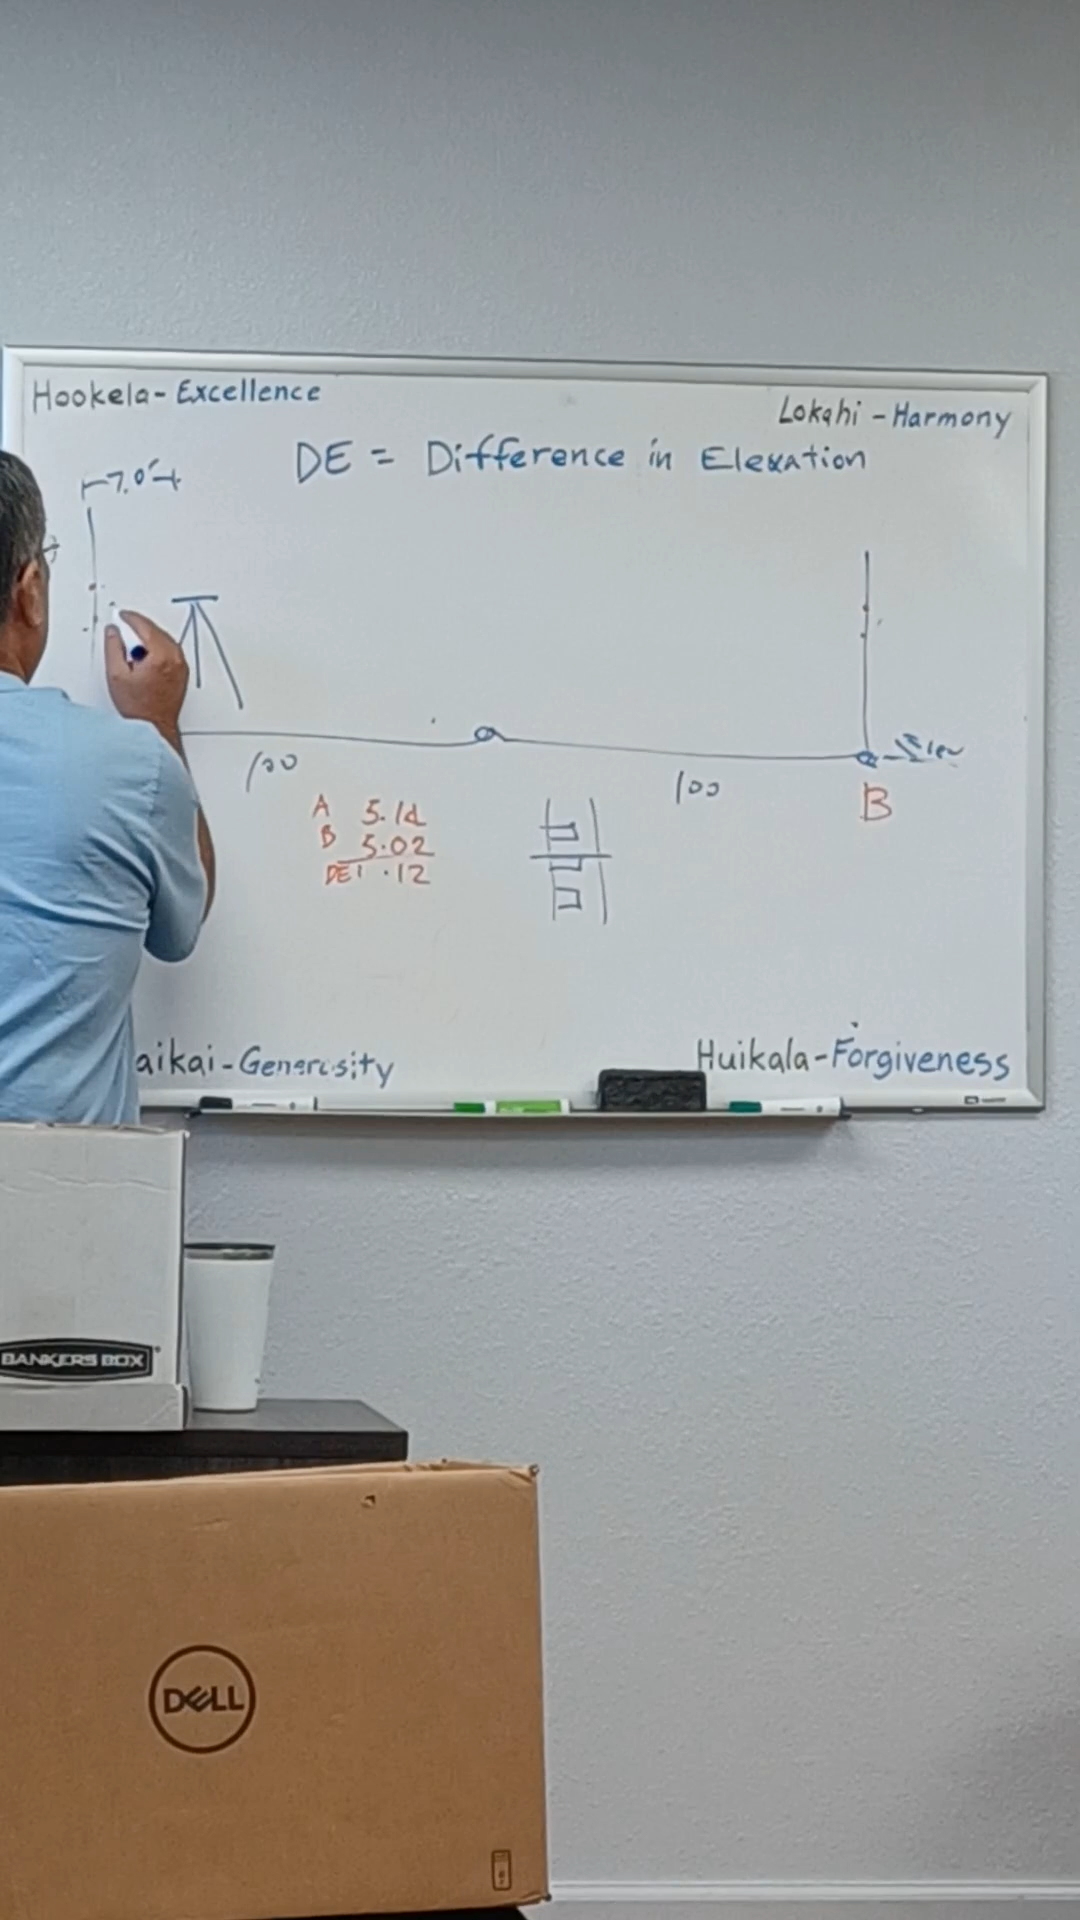 Hookela-Excellence
Lokahi-Harmony
DE = Difference in Elexation
7.0'
100
100
B
A 5.14
B 5.02
DE .12
aikai-Generosity
Huikala-Forgiveness
BANKERS BOX
DELL